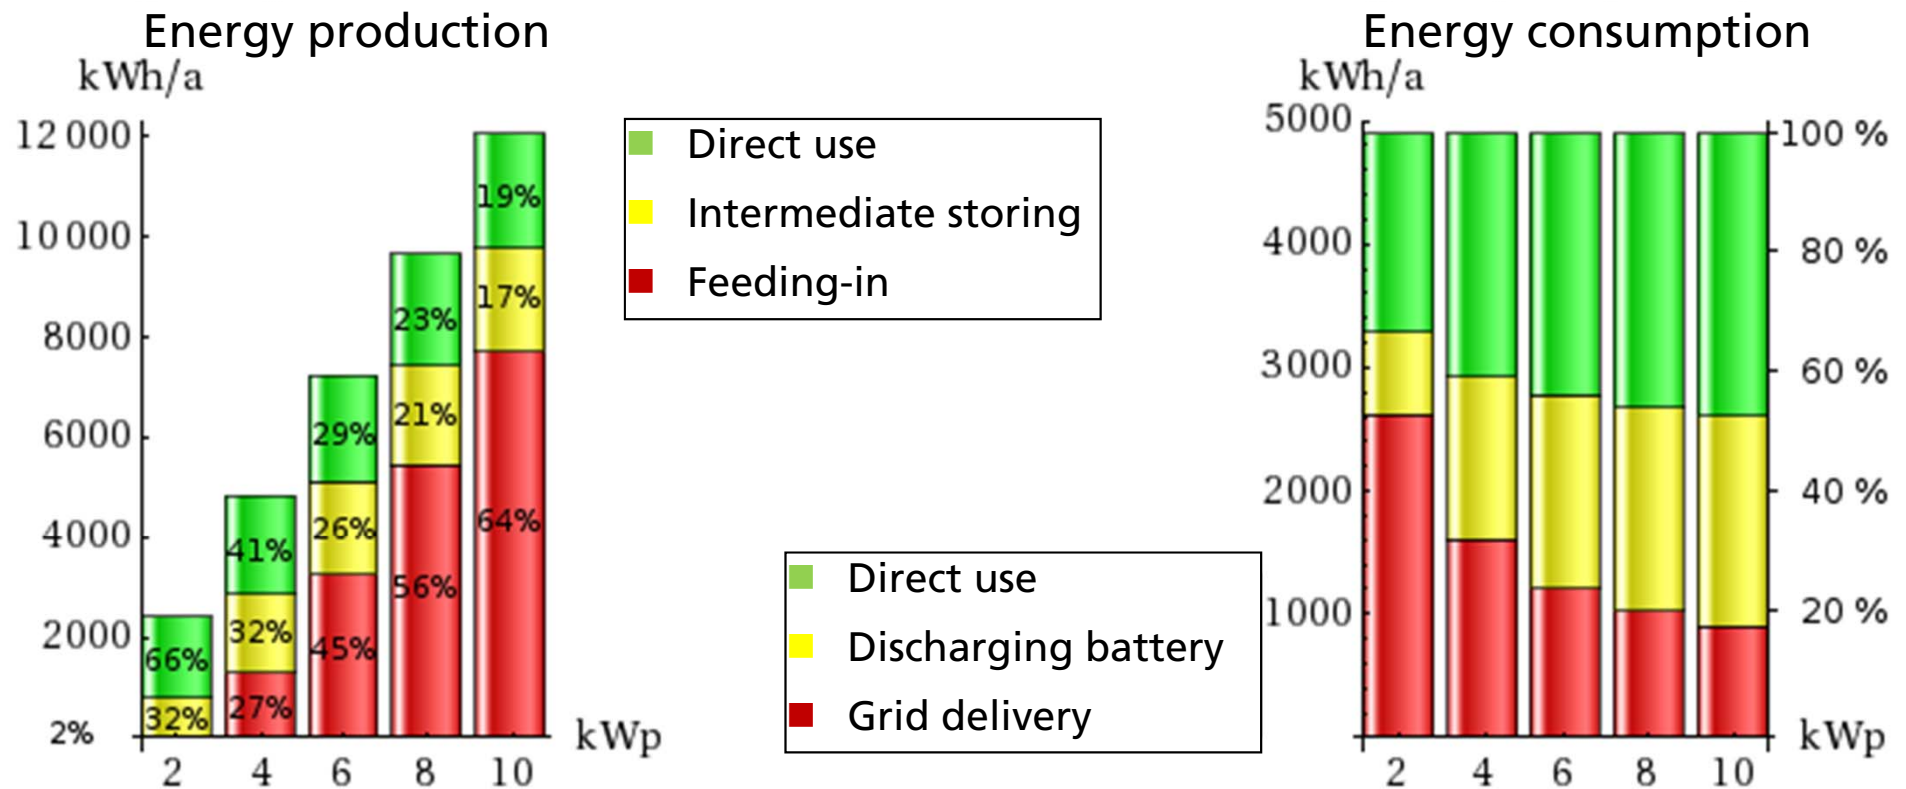 Energy production
kWh/a
12 000
10 000
8000
6000
4000
2000
2%
66%
32%
41%
32%
27%
29%
26%
45%
23%
21%
56%
19%
17%
64%
2 4 6 8 10
kWp
Direct use
Intermediate storing
Feeding-in
Direct use
Discharging battery
Grid delivery
Energy consumption
kWh/a
5000
4000
3000
2000
1000
100 %
80 %
60 %
40 %
20 %
kWp
2 4 6 8 10